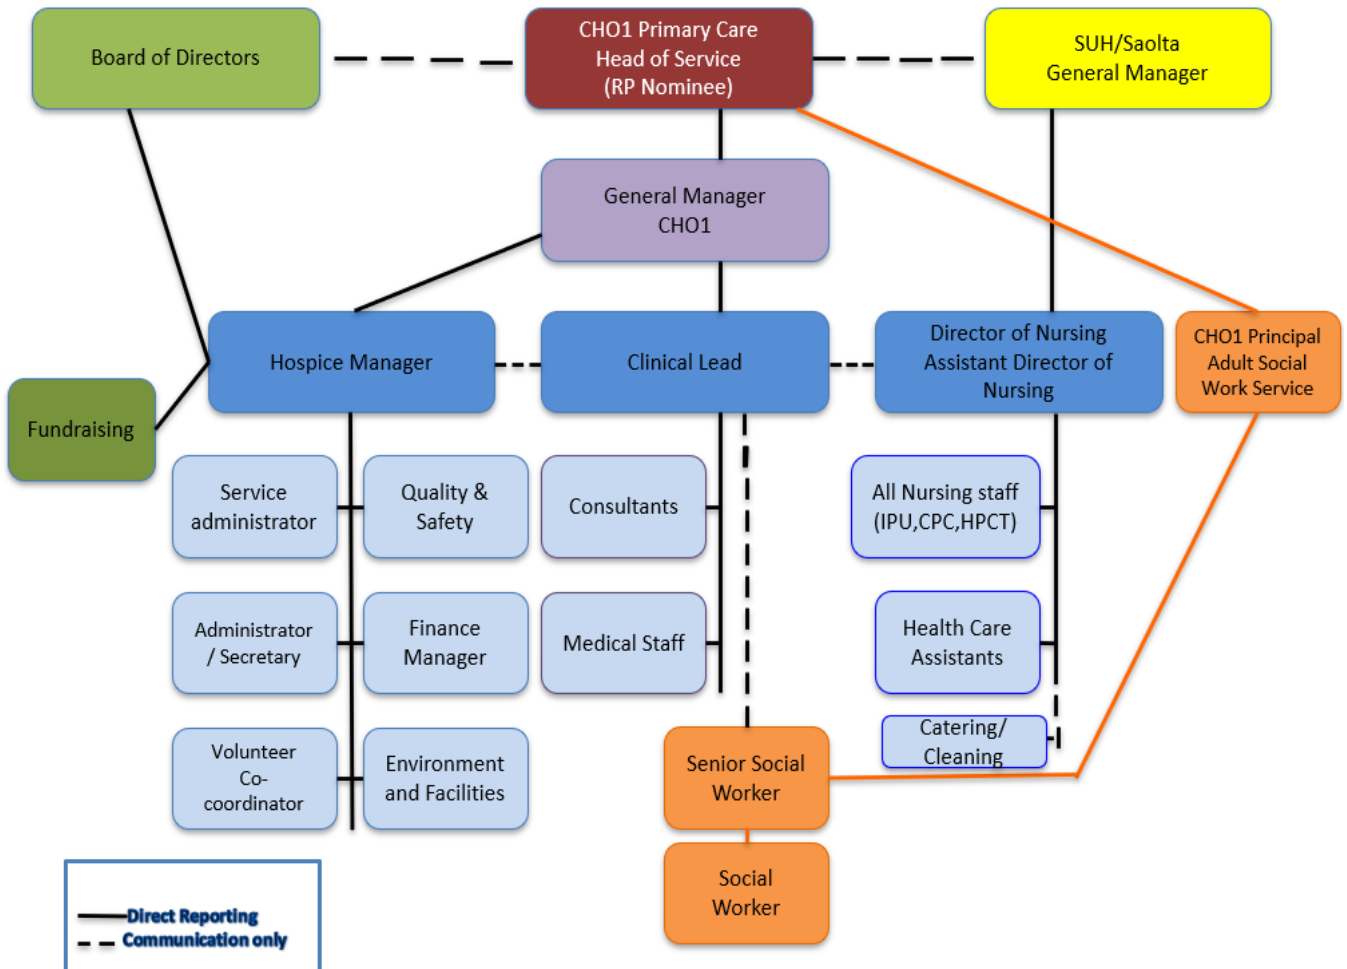 Board of Directors
CHO1 Primary Care
Head of Service
(RP Nominee)
SUH/Saolta
General Manager
General Manager
CHO1
Hospice Manager
Clinical Lead
Director of Nursing
Assistant Director of
Nursing
CHO1 Principal
Adult Social
Work Service
Fundraising
Service
administrator
Quality &
Safety
Consultants
All Nursing staff
(IPU,CPC,HPCT)
Administrator
/ Secretary
Finance
Manager
Medical Staff
Health Care
Assistants
Volunteer
Co-
coordinator
Environment
and Facilities
Senior Social
Worker
Catering/
Cleaning
Social
Worker
Direct Reporting
Communication only